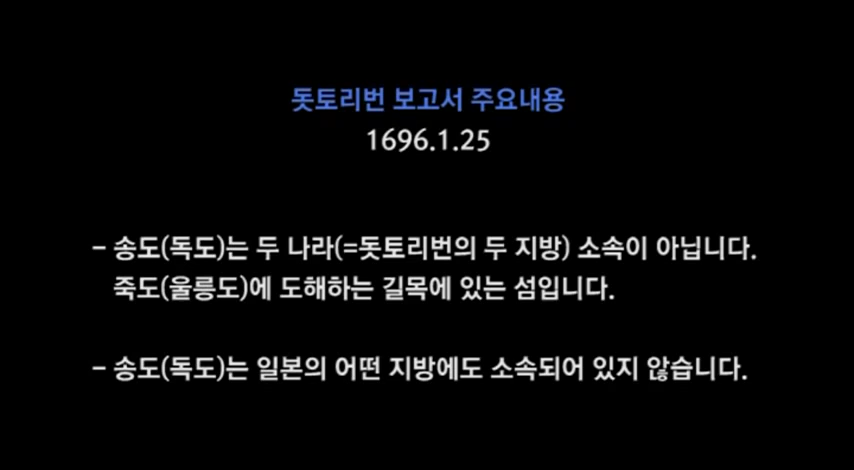 돗토리번 보고서 주요내용
1696.1.25
- 송도(독도)는 두 나라(=돗토리번의 두 지방) 소속이 아닙니다.
죽도(울릉도)에 도해하는 길목에 있는 섬입니다.
- 송도(독도)는 일본의 어떤 지방에도 소속되어 있지 않습니다.